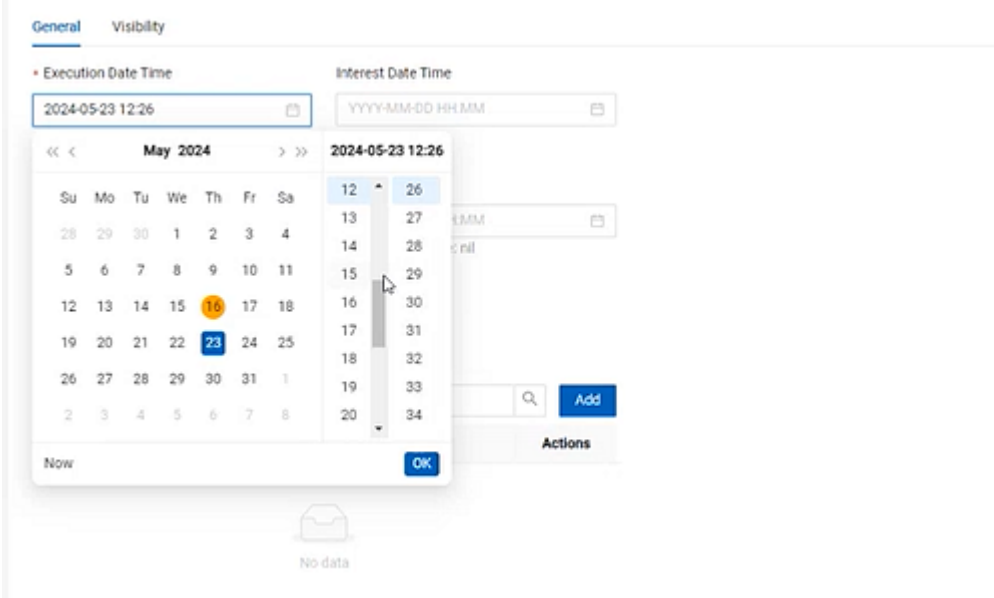 General Visibility
* Execution Date Time Interest Date Time
2024-05-23 12:26 YYYY-MM-DD HH:MM
<< < May 2024 > >> 2024-05-23 12:26
Su Mo Tu We Th Fr Sa 12 26
28 29 30 1 2 3 4 13 27
5 6 7 8 9 10 11 14 28
12 13 14 15 16 17 18 15 29
19 20 21 22 23 24 25 16 30
26 27 28 29 30 31 1 17 31
2 3 4 5 6 7 8 18 32
19 33
20 34
:MM
: nil
Add
Actions
Now OK
No data